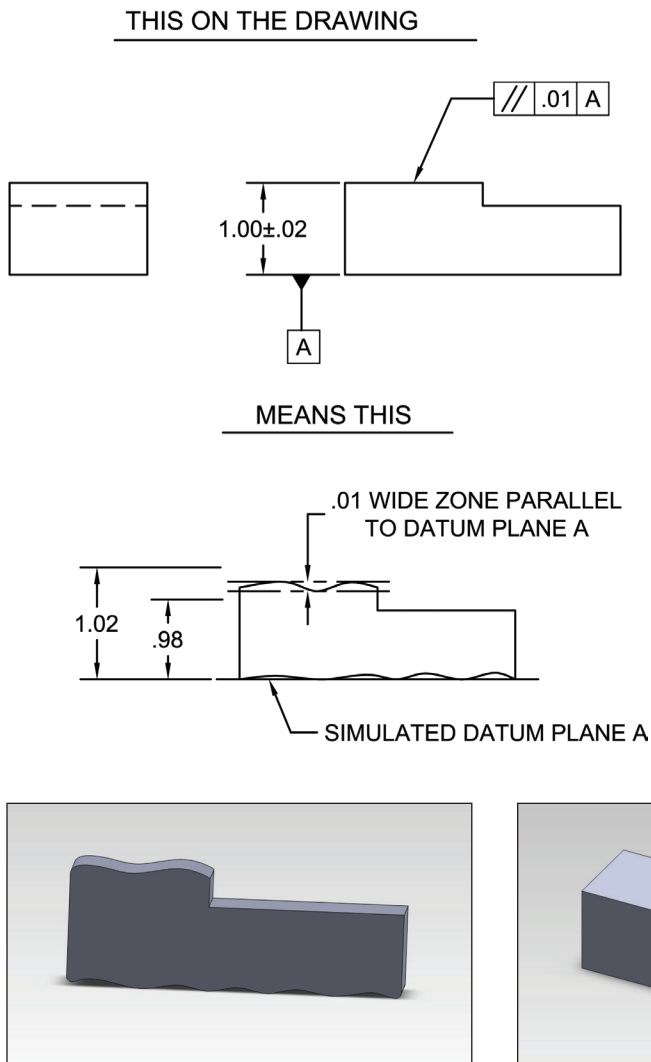 THIS ON THE DRAWING
// .01 A
1.00±.02
A
MEANS THIS
.01 WIDE ZONE PARALLEL
TO DATUM PLANE A
1.02
.98
SIMULATED DATUM PLANE A